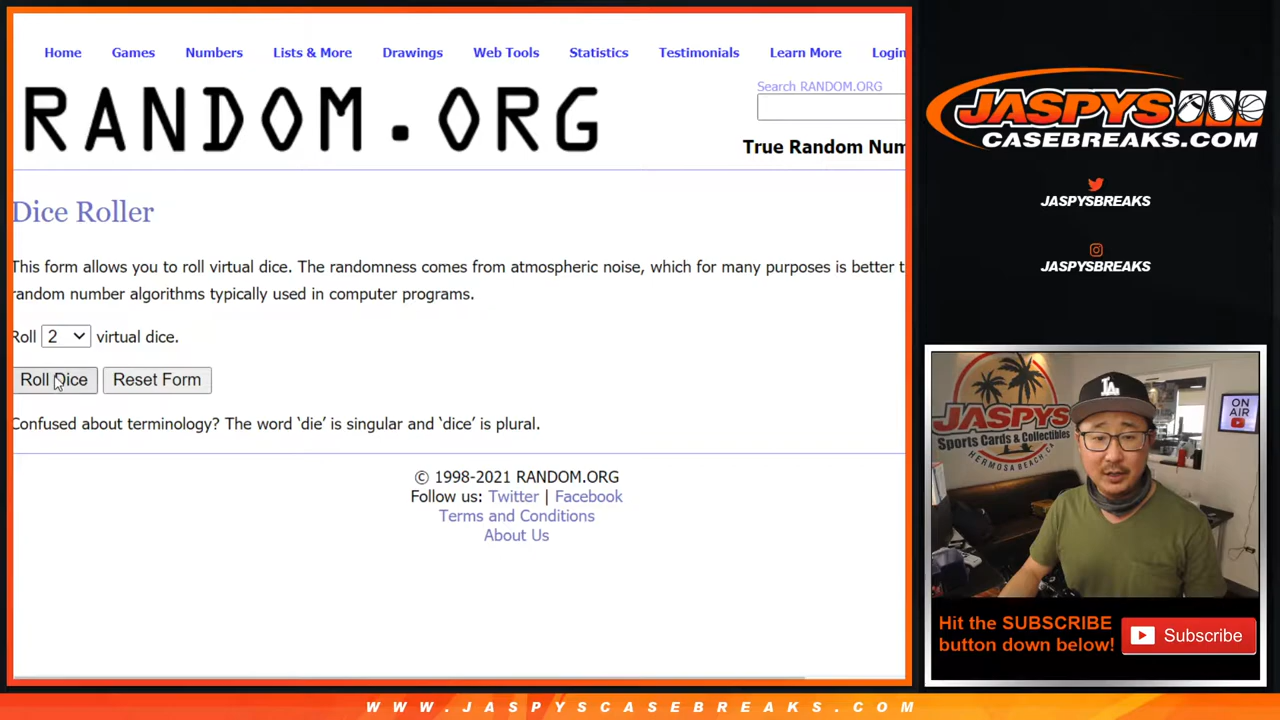 Home Games Numbers Lists & More Drawings Web Tools Statistics Testimonials Learn More Login
RANDOM.ORG
Search RANDOM.ORG
True Random Num
Dice Roller
This form allows you to roll virtual dice. The randomness comes from atmospheric noise, which for many purposes is better t
random number algorithms typically used in computer programs.
Roll 2 virtual dice.
Roll Dice Reset Form
Confused about terminology? The word ‘die’ is singular and ‘dice’ is plural.
© 1998-2021 RANDOM.ORG
Follow us: Twitter | Facebook
Terms and Conditions
About Us
JASPYS
CASEBREAKS.COM
JASPYSBREAKS
JASPYSBREAKS
JASPYS
Sports Cards & Collectibles
HERMOSA BEACH, CA
LA
ON
AIR
Hit the SUBSCRIBE
button down below!
Subscribe
WWW.JASPYSCASEBREAKS.COM